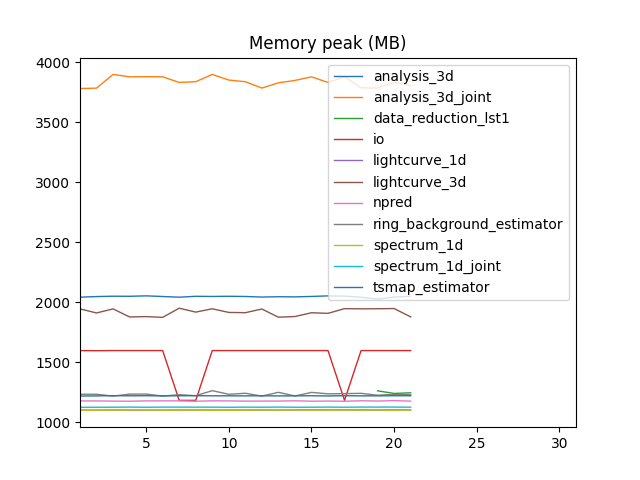 Memory peak (MB)
4000
3500
3000
2500
2000
1500
1000
analysis_3d
analysis_3d_joint
data_reduction_lst1
io
lightcurve_1d
lightcurve_3d
npred
ring_background_estimator
spectrum_1d
spectrum_1d_joint
tsmap_estimator
5
10
15
20
25
30